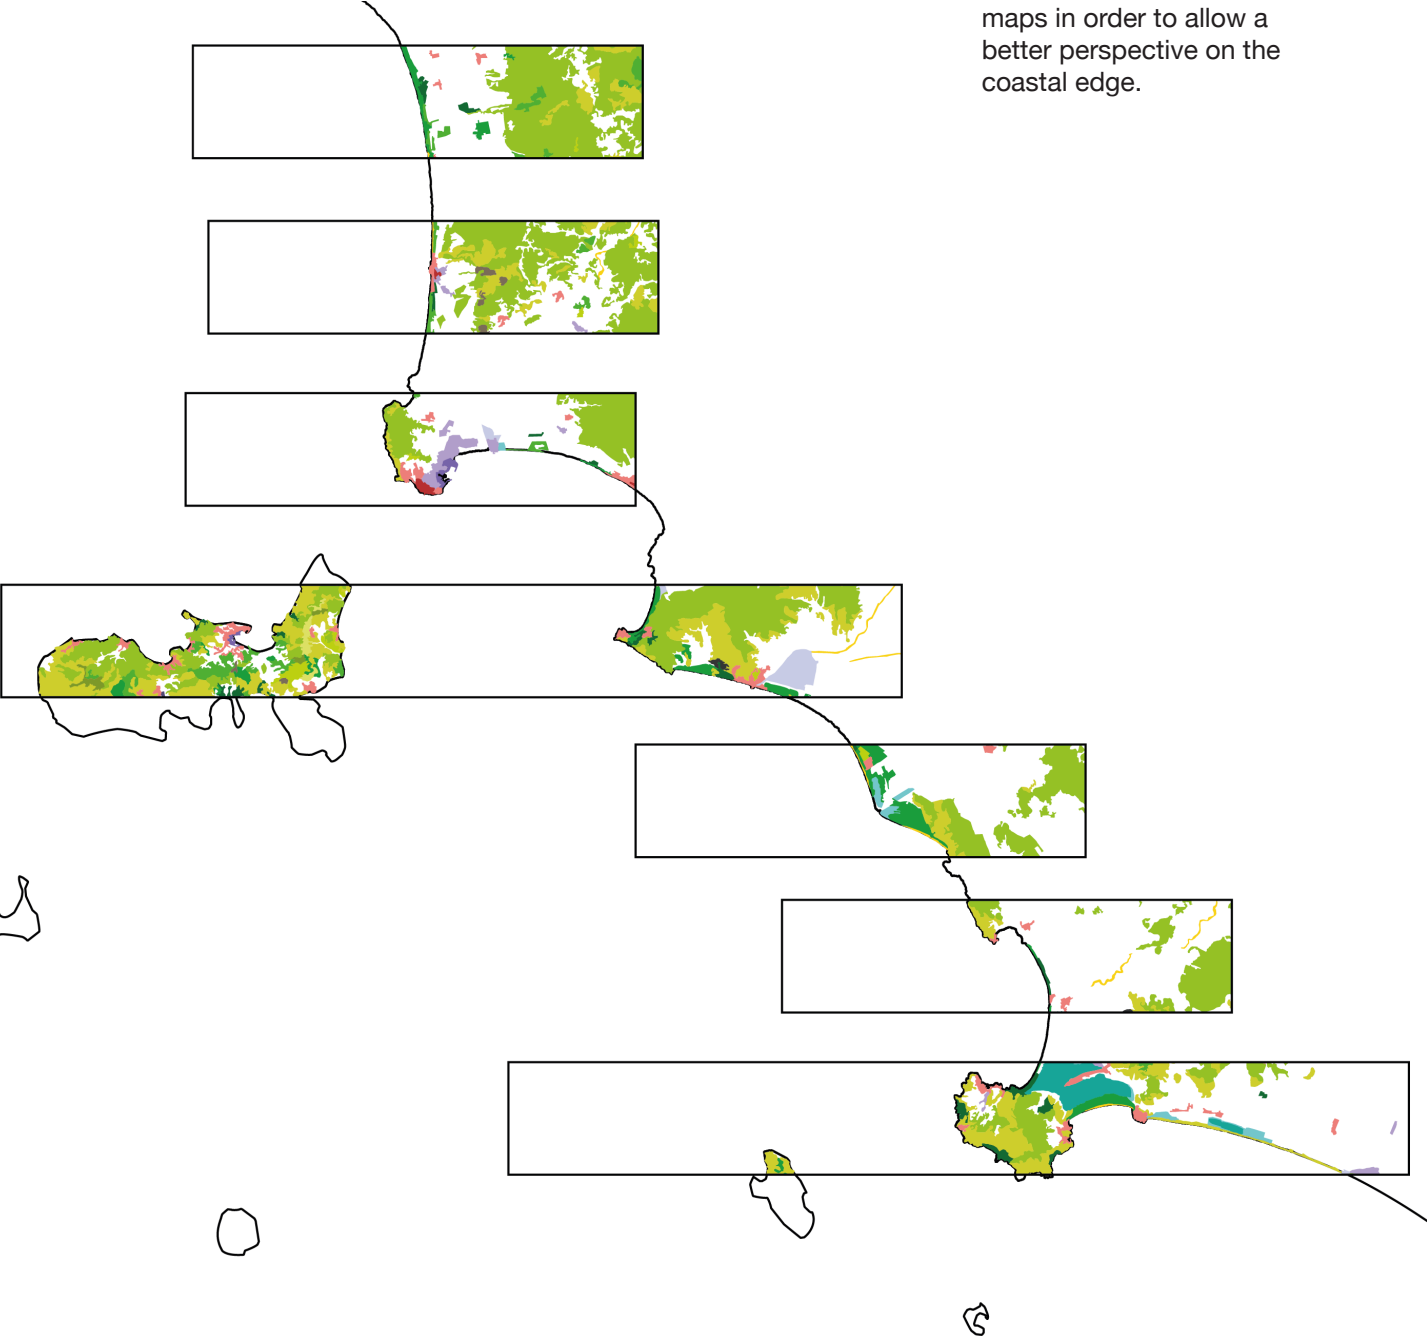 maps in order to allow a
better perspective on the
coastal edge.